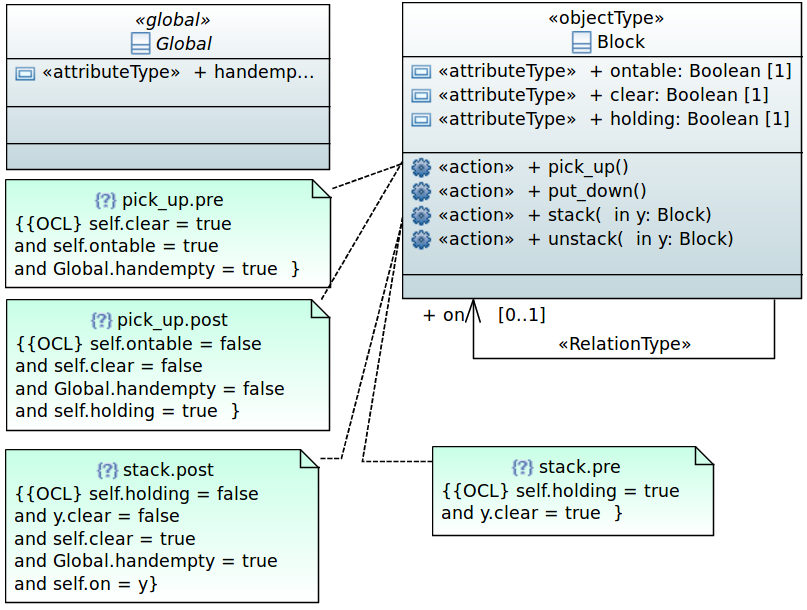 «global»
Global
«attributeType» + handemp...
«objectType»
Block
«attributeType» + ontable: Boolean [1]
«attributeType» + clear: Boolean [1]
«attributeType» + holding: Boolean [1]
«action» + pick_up()
«action» + put_down()
«action» + stack( in y: Block)
«action» + unstack( in y: Block)
+ on [0..1]
«RelationType»
{?} pick_up.pre
{{OCL} self.clear = true
and self.ontable = true
and Global.handempty = true }
{?} pick_up.post
{{OCL} self.ontable = false
and self.clear = false
and Global.handempty = false
and self.holding = true }
{?} stack.post
{{OCL} self.holding = false
and y.clear = false
and self.clear = true
and Global.handempty = true
and self.on = y}
{?} stack.pre
{{OCL} self.holding = true
and y.clear = true }